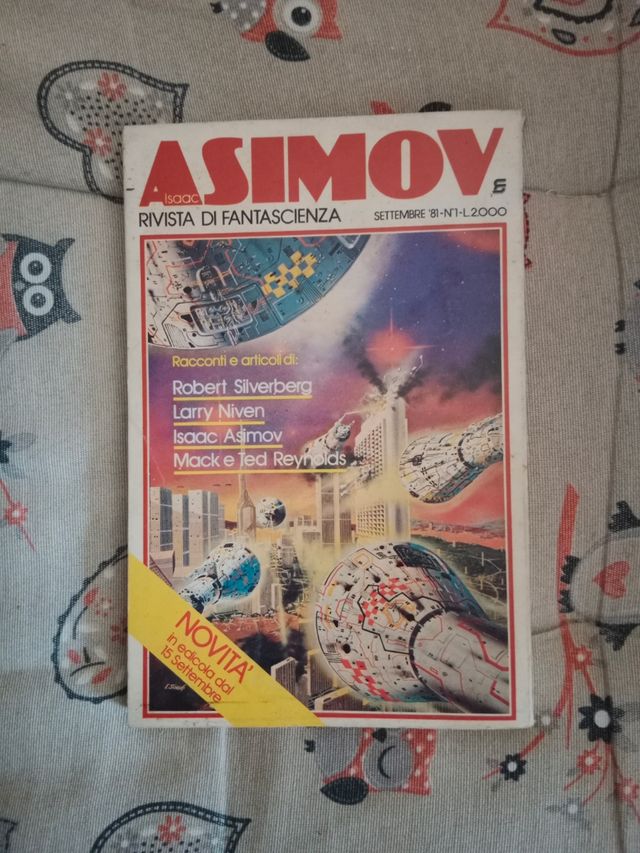 Isaac ASIMOV
RIVISTA DI FANTASCIENZA
SETTEMBRE '81-N°1-L.2.000
Racconti e articoli di:
Robert Silverberg
Larry Niven
Isaac Asimov
Mack e Ted Reynolds
NOVITA'
in edicola dal
15 Settembre